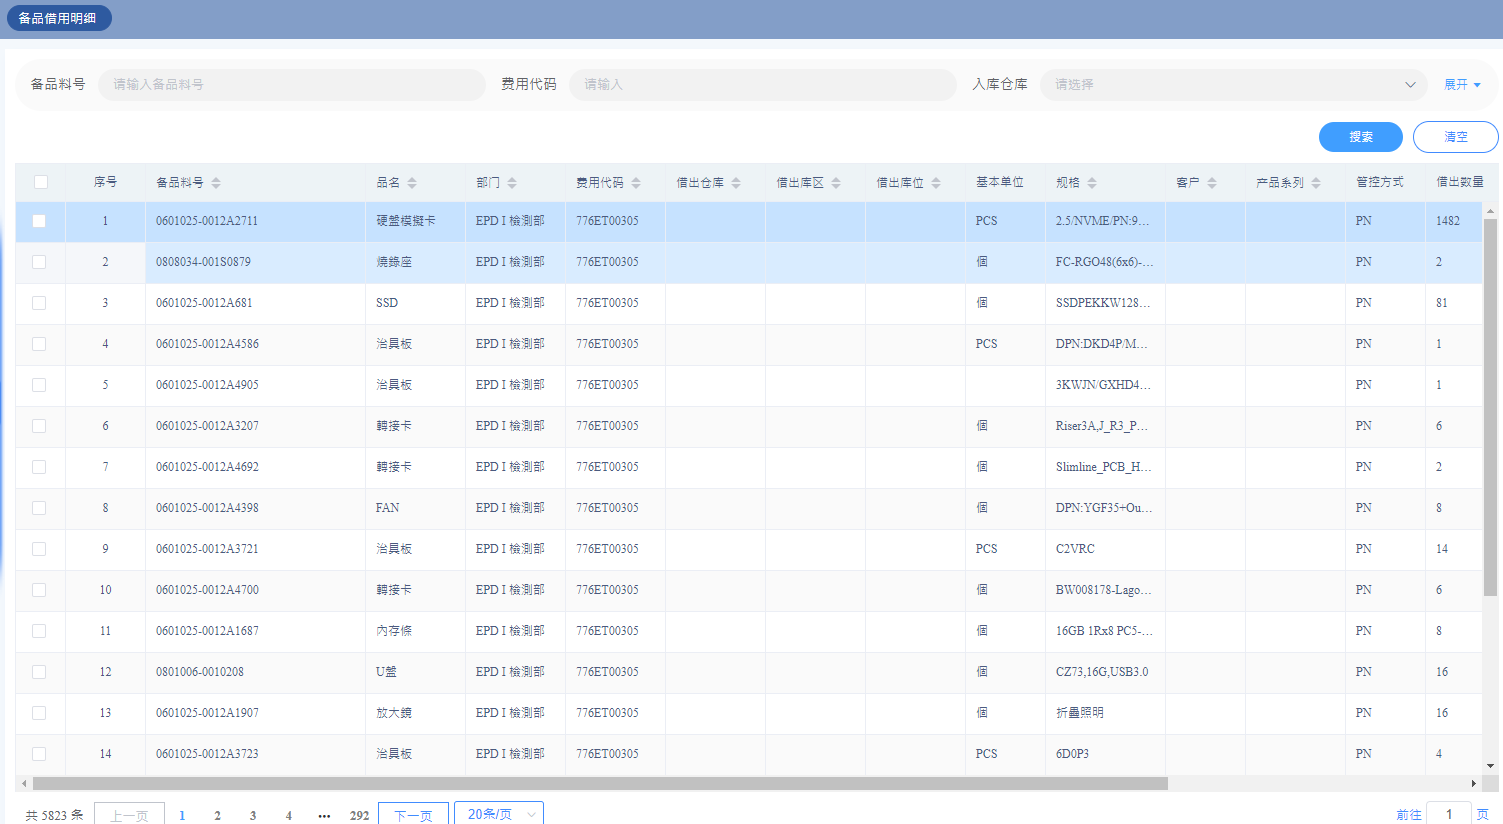 备品借用明细
备品料号 请输入备品料号 费用代码 请输入 入库仓库 请选择 展开
搜索 清空
序号 备品料号 品名 部门 费用代码 借出仓库 借出库区 借出库位 基本单位 规格 客户 产品系列 管控方式 借出数量
1 0601025-0012A2711 硬盤模擬卡 EPD I 檢測部 776ET00305 PCS 2.5/NVME/PN:9... PN 1482
2 0808034-001S0879 燒錄座 EPD I 檢測部 776ET00305 個 FC-RGO48(6x6)-... PN 2
3 0601025-0012A681 SSD EPD I 檢測部 776ET00305 個 SSDPEKKW128... PN 81
4 0601025-0012A4586 治具板 EPD I 檢測部 776ET00305 PCS DPN:DKD4P/M... PN 1
5 0601025-0012A4905 治具板 EPD I 檢測部 776ET00305 3KWJN/GXHD4... PN 1
6 0601025-0012A3207 轉接卡 EPD I 檢測部 776ET00305 個 Riser3A,J_R3_P... PN 6
7 0601025-0012A4692 轉接卡 EPD I 檢測部 776ET00305 個 Slimline_PCB_H... PN 2
8 0601025-0012A4398 FAN EPD I 檢測部 776ET00305 個 DPN:YGF35+Ou... PN 8
9 0601025-0012A3721 治具板 EPD I 檢測部 776ET00305 PCS C2VRC PN 14
10 0601025-0012A4700 轉接卡 EPD I 檢測部 776ET00305 個 BW008178-Lago... PN 6
11 0601025-0012A1687 內存條 EPD I 檢測部 776ET00305 個 16GB 1Rx8 PC5-... PN 8
12 0801006-0010208 U盤 EPD I 檢測部 776ET00305 個 CZ73,16G,USB3.0 PN 16
13 0601025-0012A1907 放大鏡 EPD I 檢測部 776ET00305 個 折疊照明 PN 16
14 0601025-0012A3723 治具板 EPD I 檢測部 776ET00305 PCS 6D0P3 PN 4
共 5823 条 上一页 1 2 3 4 ••• 292 下一页 20条/页 前往 1 页